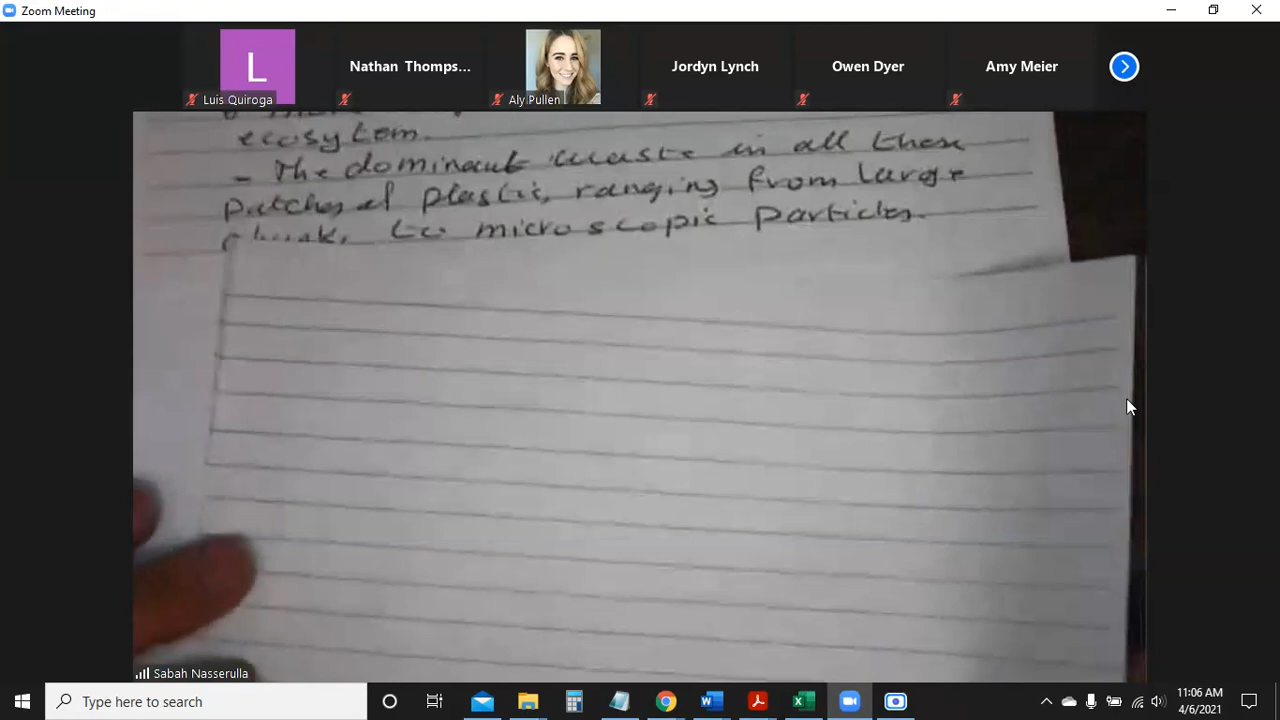 Zoom Meeting
L
Luis Quiroga
Nathan Thomps...
Aly Pullen
Jordyn Lynch
Owen Dyer
Amy Meier
ecosytem.
- The dominant waste in all these
patches of plastic, ranging from large
to microscopic particles.
Sabah Nasserulla
Type here to search
11:06 AM
4/6/2021